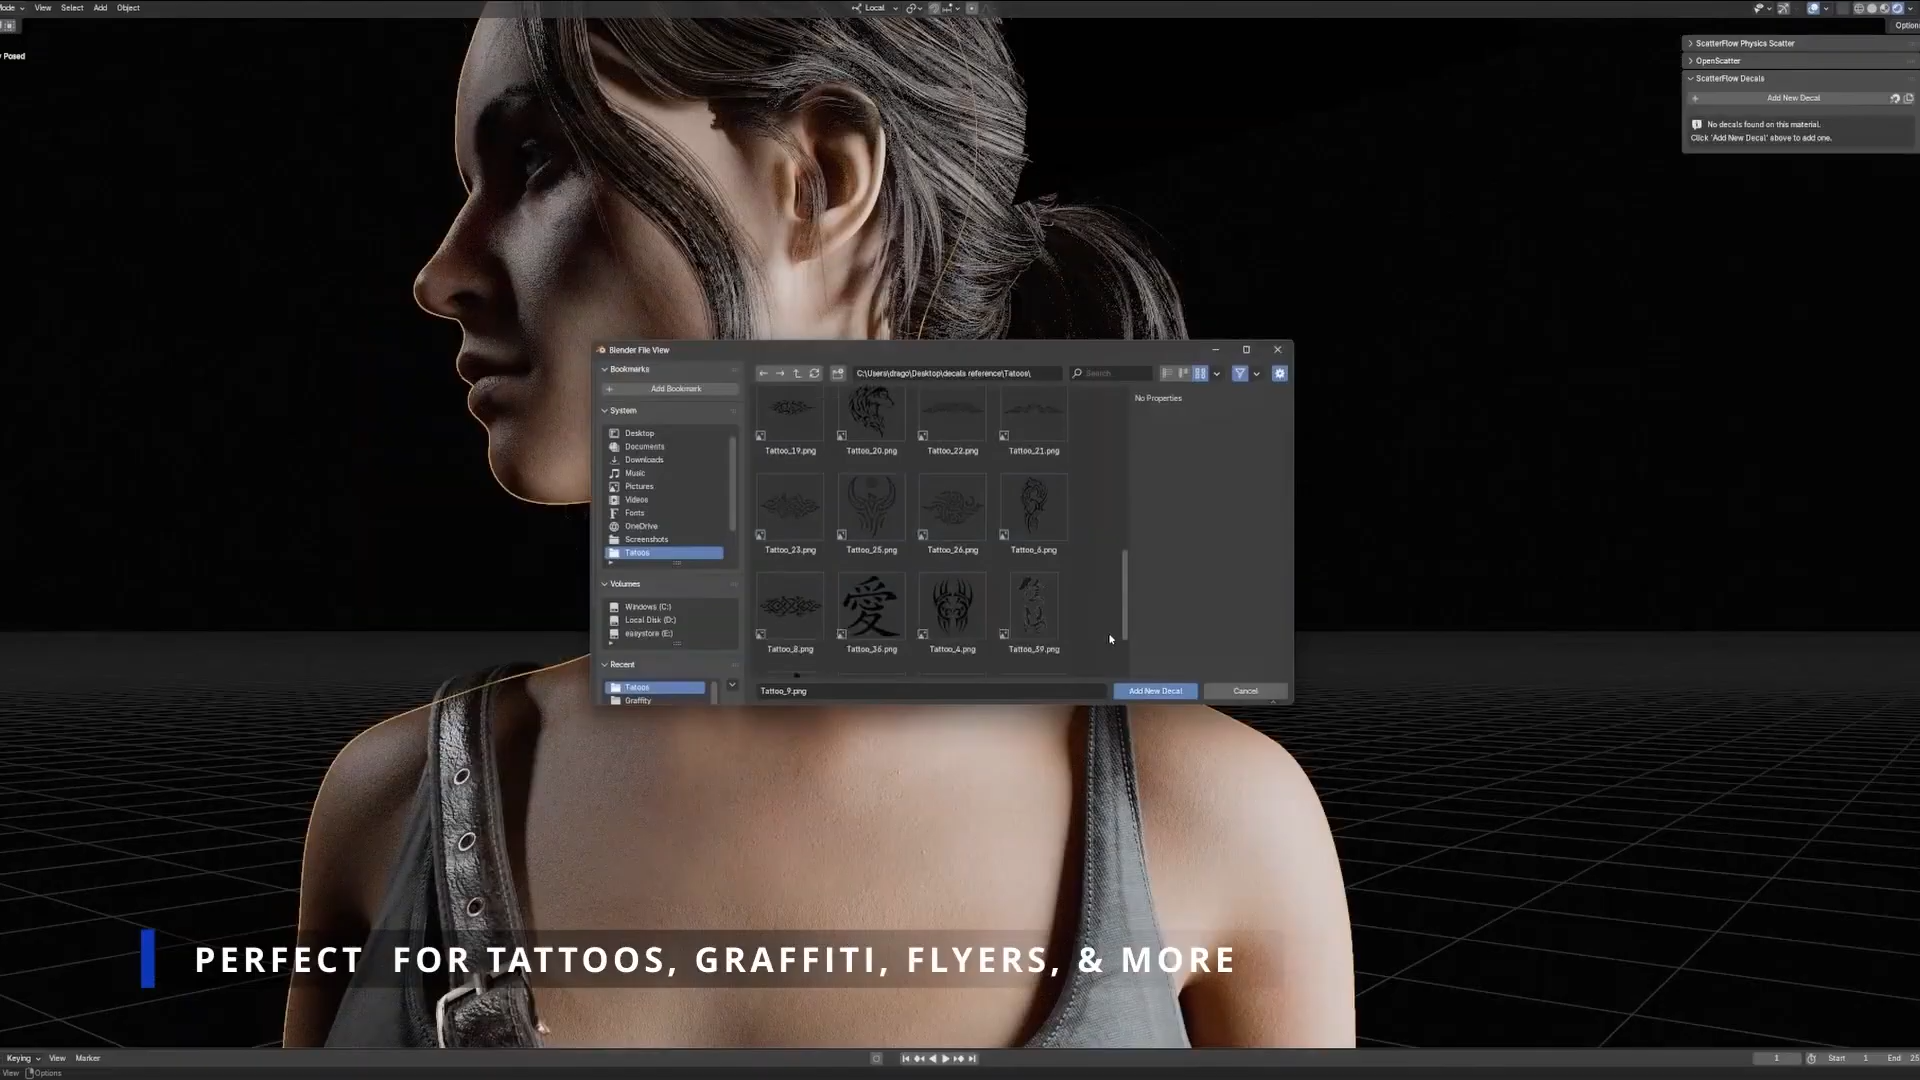 Mode View Select Add Object
Local
Options
Posed
ScatterFlow Physics Scatter
OpenScatter
ScatterFlow Decals
Add New Decal
No decals found on this material.
Click 'Add New Decal' above to add one.
Blender File View
Bookmarks
Add Bookmark
System
Desktop
Documents
Downloads
Music
Pictures
Videos
Fonts
OneDrive
Screenshots
Tatoos
Volumes
Windows (C:)
Local Disk (D:)
easystore (E:)
Recent
Tatoos
Graffity
C:\Users\drago\Desktop\decals reference\Tatoos\
Search
No Properties
Tattoo_19.png Tattoo_20.png Tattoo_22.png Tattoo_21.png
Tattoo_23.png Tattoo_25.png Tattoo_26.png Tattoo_6.png
愛
Tattoo_8.png Tattoo_36.png Tattoo_4.png Tattoo_39.png
Tattoo_9.png
Add New Decal
Cancel
PERFECT FOR TATTOOS, GRAFFITI, FLYERS, & MORE
Keying View Marker
1 Start 1 End 25
View Options